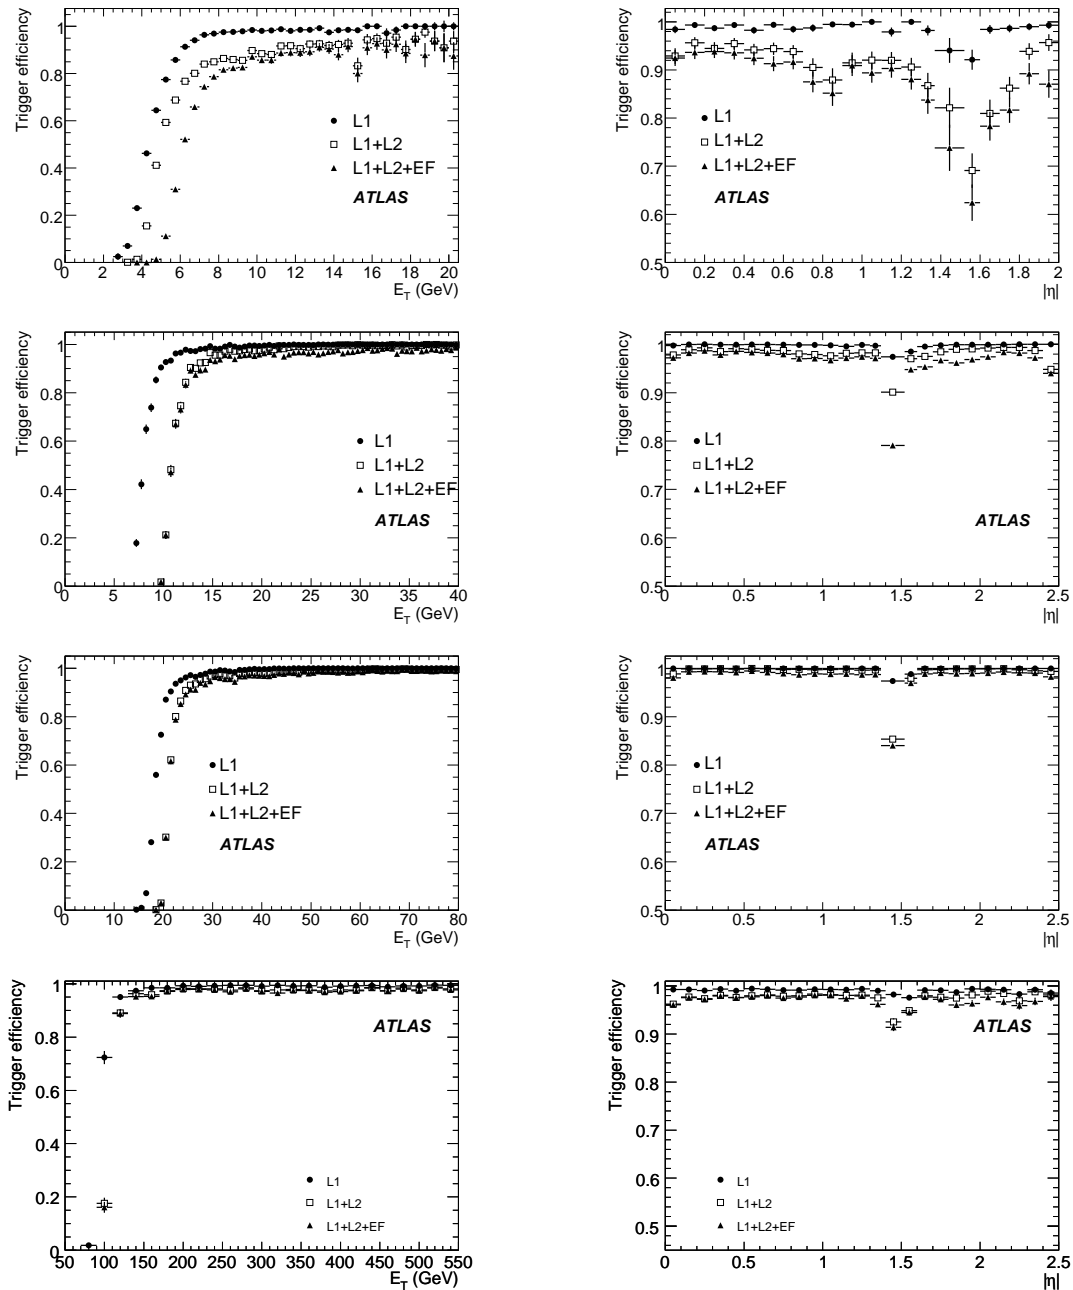 Trigger efficiency
1
0.8
0.6
0.4
0.2
0
L1
L1+L2
L1+L2+EF
ATLAS
0 2 4 6 8 10 12 14 16 18 20
E_T (GeV)
Trigger efficiency
1
0.9
0.8
0.7
0.6
0.5
L1
L1+L2
L1+L2+EF
ATLAS
0 0.2 0.4 0.6 0.8 1 1.2 1.4 1.6 1.8 2
|η|
Trigger efficiency
1
0.8
0.6
0.4
0.2
0
L1
L1+L2
L1+L2+EF
ATLAS
0 5 10 15 20 25 30 35 40
E_T (GeV)
Trigger efficiency
1
0.9
0.8
0.7
0.6
0.5
L1
L1+L2
L1+L2+EF
ATLAS
0 0.5 1 1.5 2 2.5
|η|
Trigger efficiency
1
0.8
0.6
0.4
0.2
0
L1
L1+L2
L1+L2+EF
ATLAS
0 10 20 30 40 50 60 70 80
E_T (GeV)
Trigger efficiency
1
0.9
0.8
0.7
0.6
0.5
L1
L1+L2
L1+L2+EF
ATLAS
0 0.5 1 1.5 2 2.5
|η|
Trigger efficiency
1
0.8
0.6
0.4
0.2
0
ATLAS
L1
L1+L2
L1+L2+EF
50 100 150 200 250 300 350 400 450 500 550
E_T (GeV)
Trigger efficiency
1
0.9
0.8
0.7
0.6
0.5
ATLAS
L1
L1+L2
L1+L2+EF
0 0.5 1 1.5 2 2.5
|η|